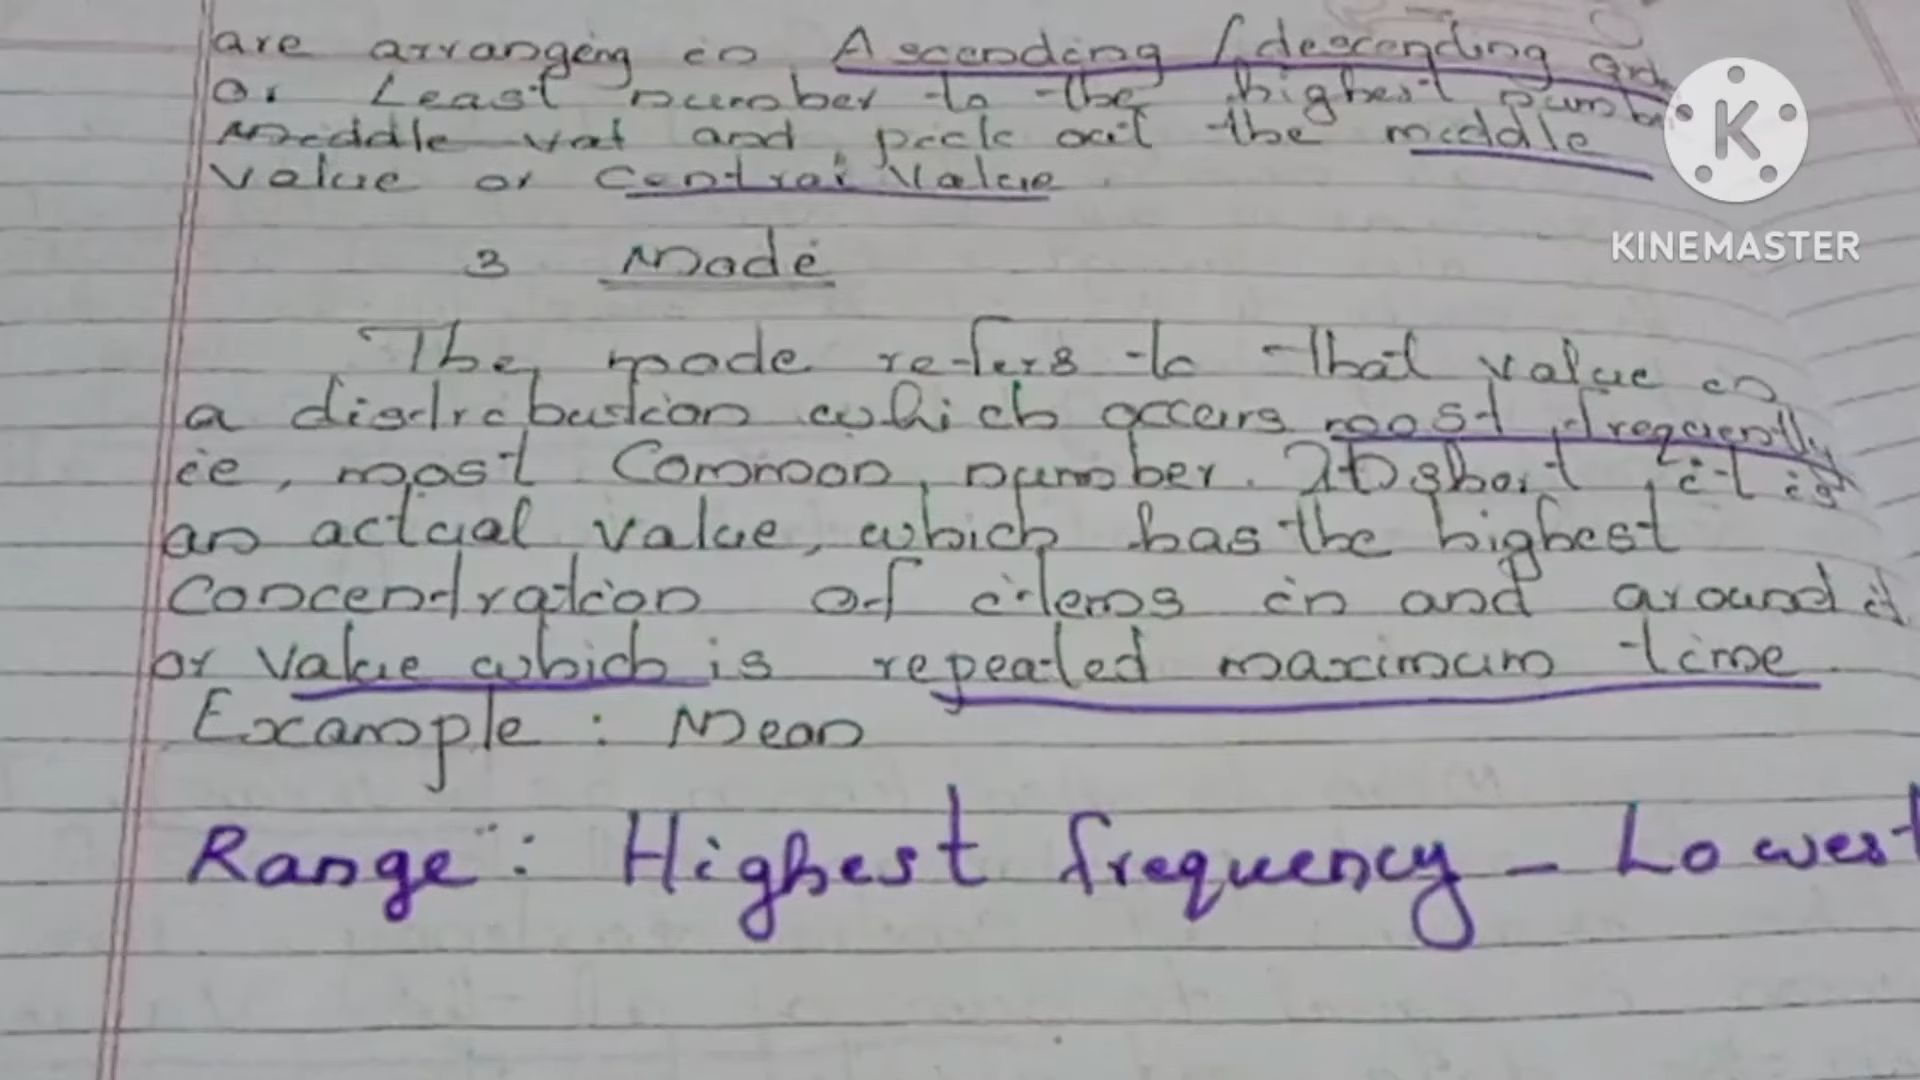 are arranging in Ascending / descending ord
or Least number to the highest numbe
Middle val and pick out the middle
value or Central Value.
3 Mode
The mode refers to that value in
a distribution which occurs most frequently
ie, most Common number. In short, it is
an actual value, which has the highest
Concentration of items in and around it
or value which is repeated maximum time.
Example : Mean
Range : Highest frequency - Lowest
K
KINEMASTER